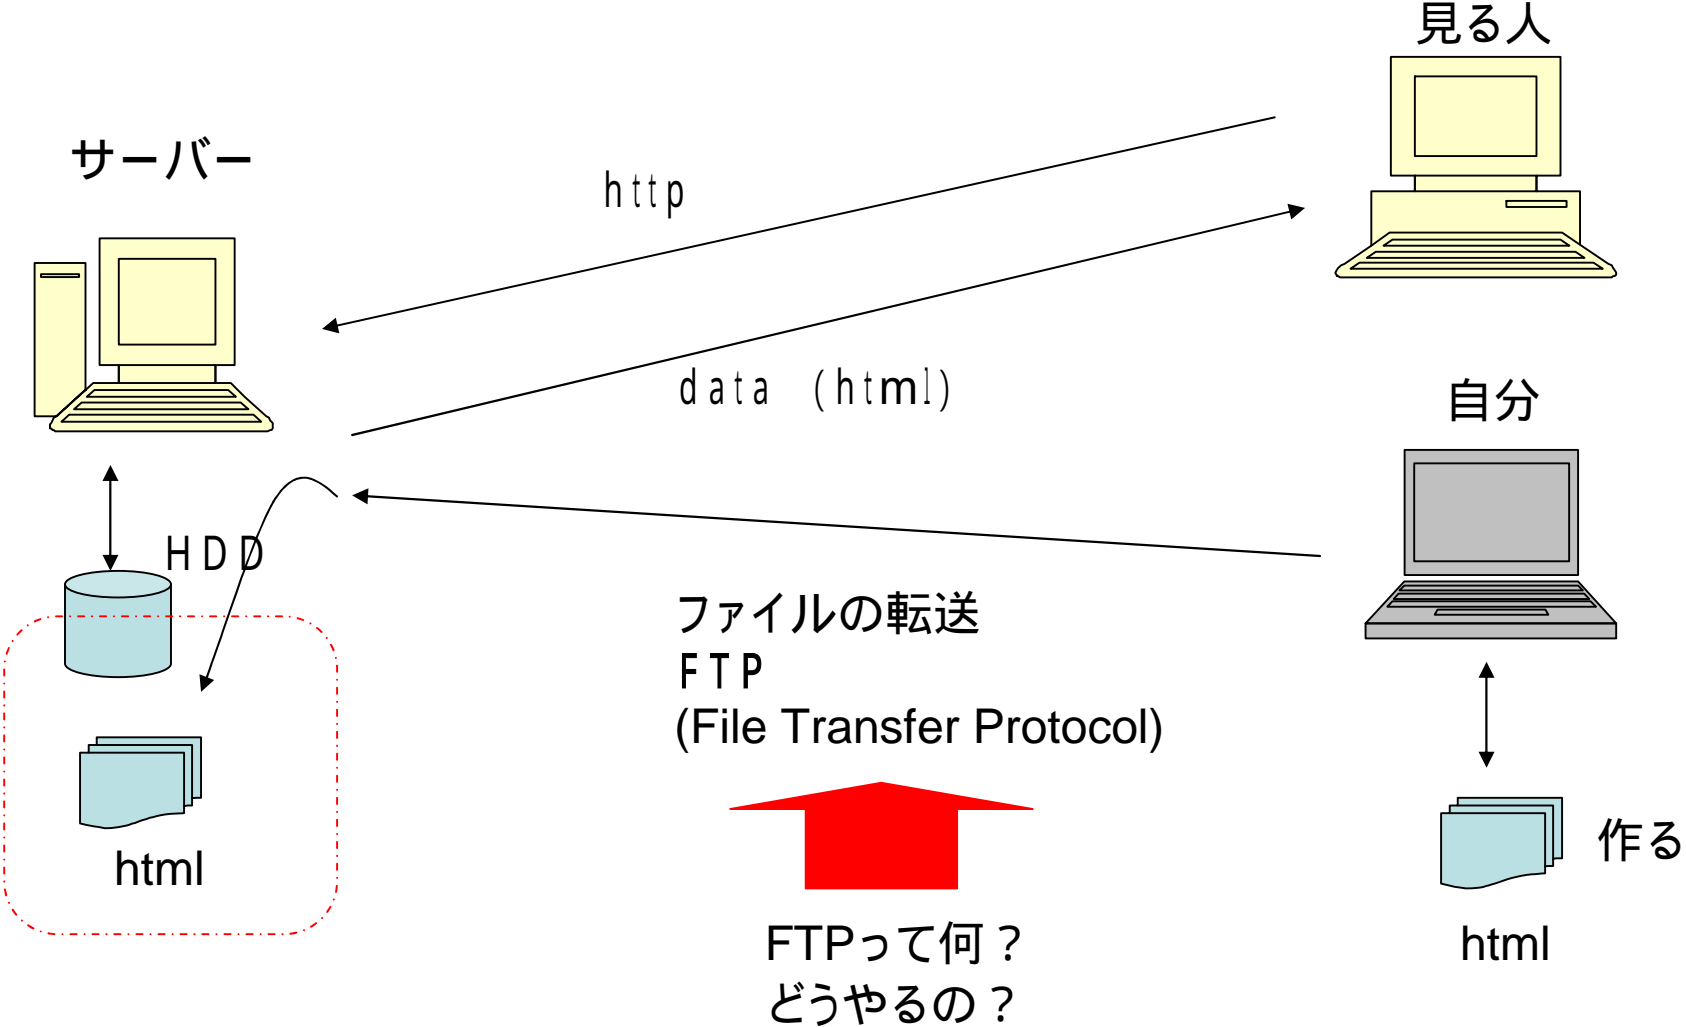 見る人
サーバー
http
data (html)
自分
HDD
ファイルの転送
FTP
(File Transfer Protocol)
html
作る
html
FTPって何？
どうやるの？